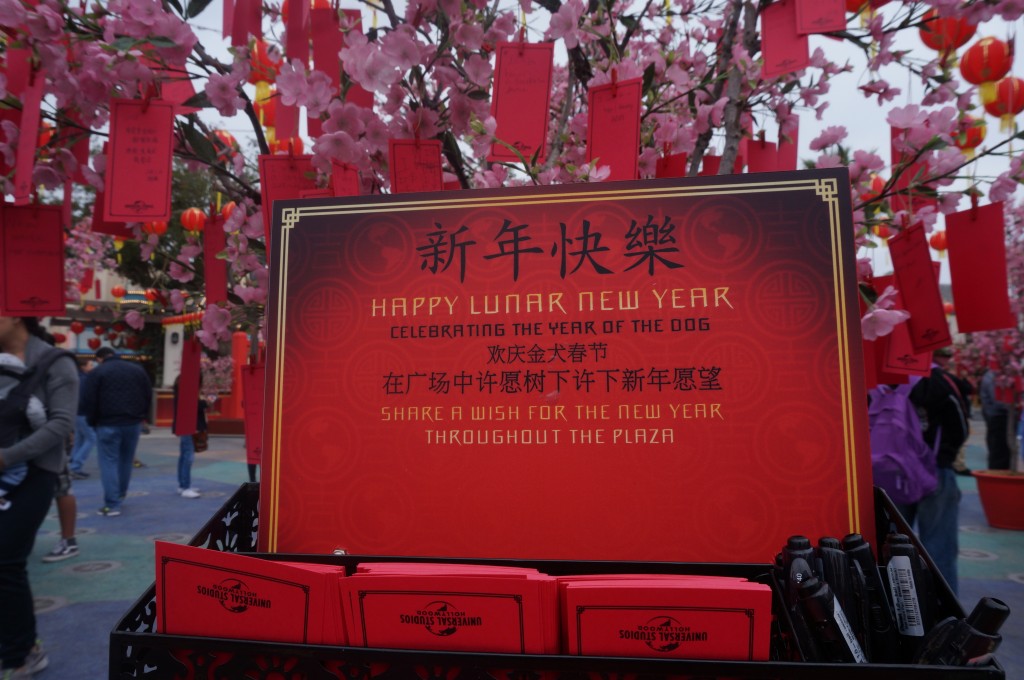 新年快樂
HAPPY LUNAR NEW YEAR
CELEBRATING THE YEAR OF THE DOG
欢庆金犬春节
在广场中许愿树下许下新年愿望
SHARE A WISH FOR THE NEW YEAR
THROUGHOUT THE PLAZA
UNIVERSAL STUDIOS
HOLLYWOOD
UNIVERSAL STUDIOS
HOLLYWOOD
UNIVERSAL STUDIOS
HOLLYWOOD